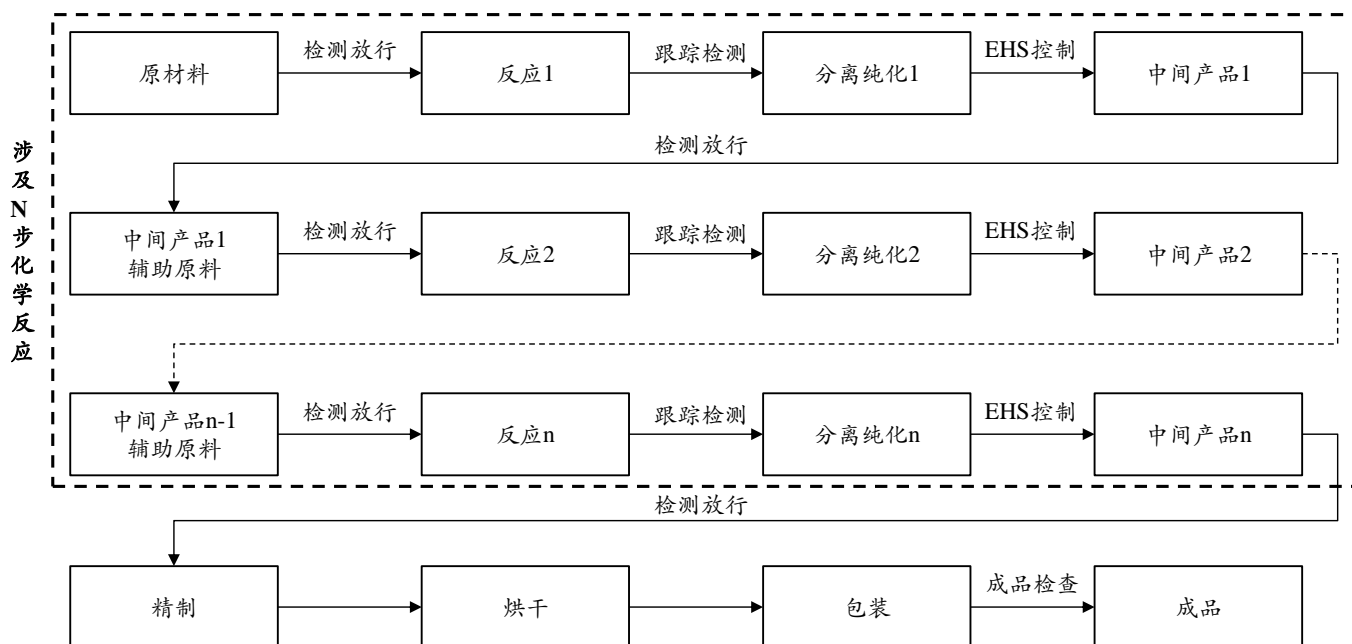 原材料
检测放行
反应1
跟踪检测
分离纯化1
EHS控制
中间产品1
检测放行
涉及N步化学反应
中间产品1
辅助原料
检测放行
反应2
跟踪检测
分离纯化2
EHS控制
中间产品2
中间产品n-1
辅助原料
检测放行
反应n
跟踪检测
分离纯化n
EHS控制
中间产品n
检测放行
精制
烘干
包装
成品检查
成品